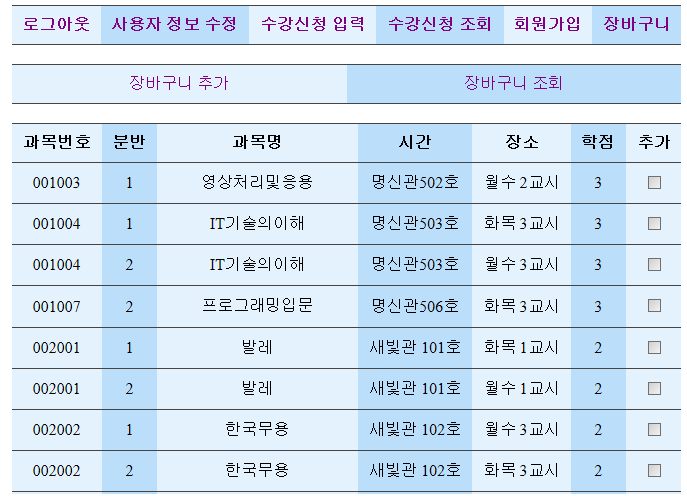 로그아웃 사용자 정보 수정 수강신청 입력 수강신청 조회 회원가입 장바구니
장바구니 추가 장바구니 조회
과목번호 분반 과목명 시간 장소 학점 추가
001003 1 영상처리및응용 명신관502호 월수2교시 3
001004 1 IT기술의이해 명신관503호 화목3교시 3
001004 2 IT기술의이해 명신관503호 월수3교시 3
001007 2 프로그래밍입문 명신관506호 화목3교시 3
002001 1 발레 새빛관 101호 화목1교시 2
002001 2 발레 새빛관 101호 월수1교시 2
002002 1 한국무용 새빛관 102호 월수3교시 2
002002 2 한국무용 새빛관 102호 화목3교시 2